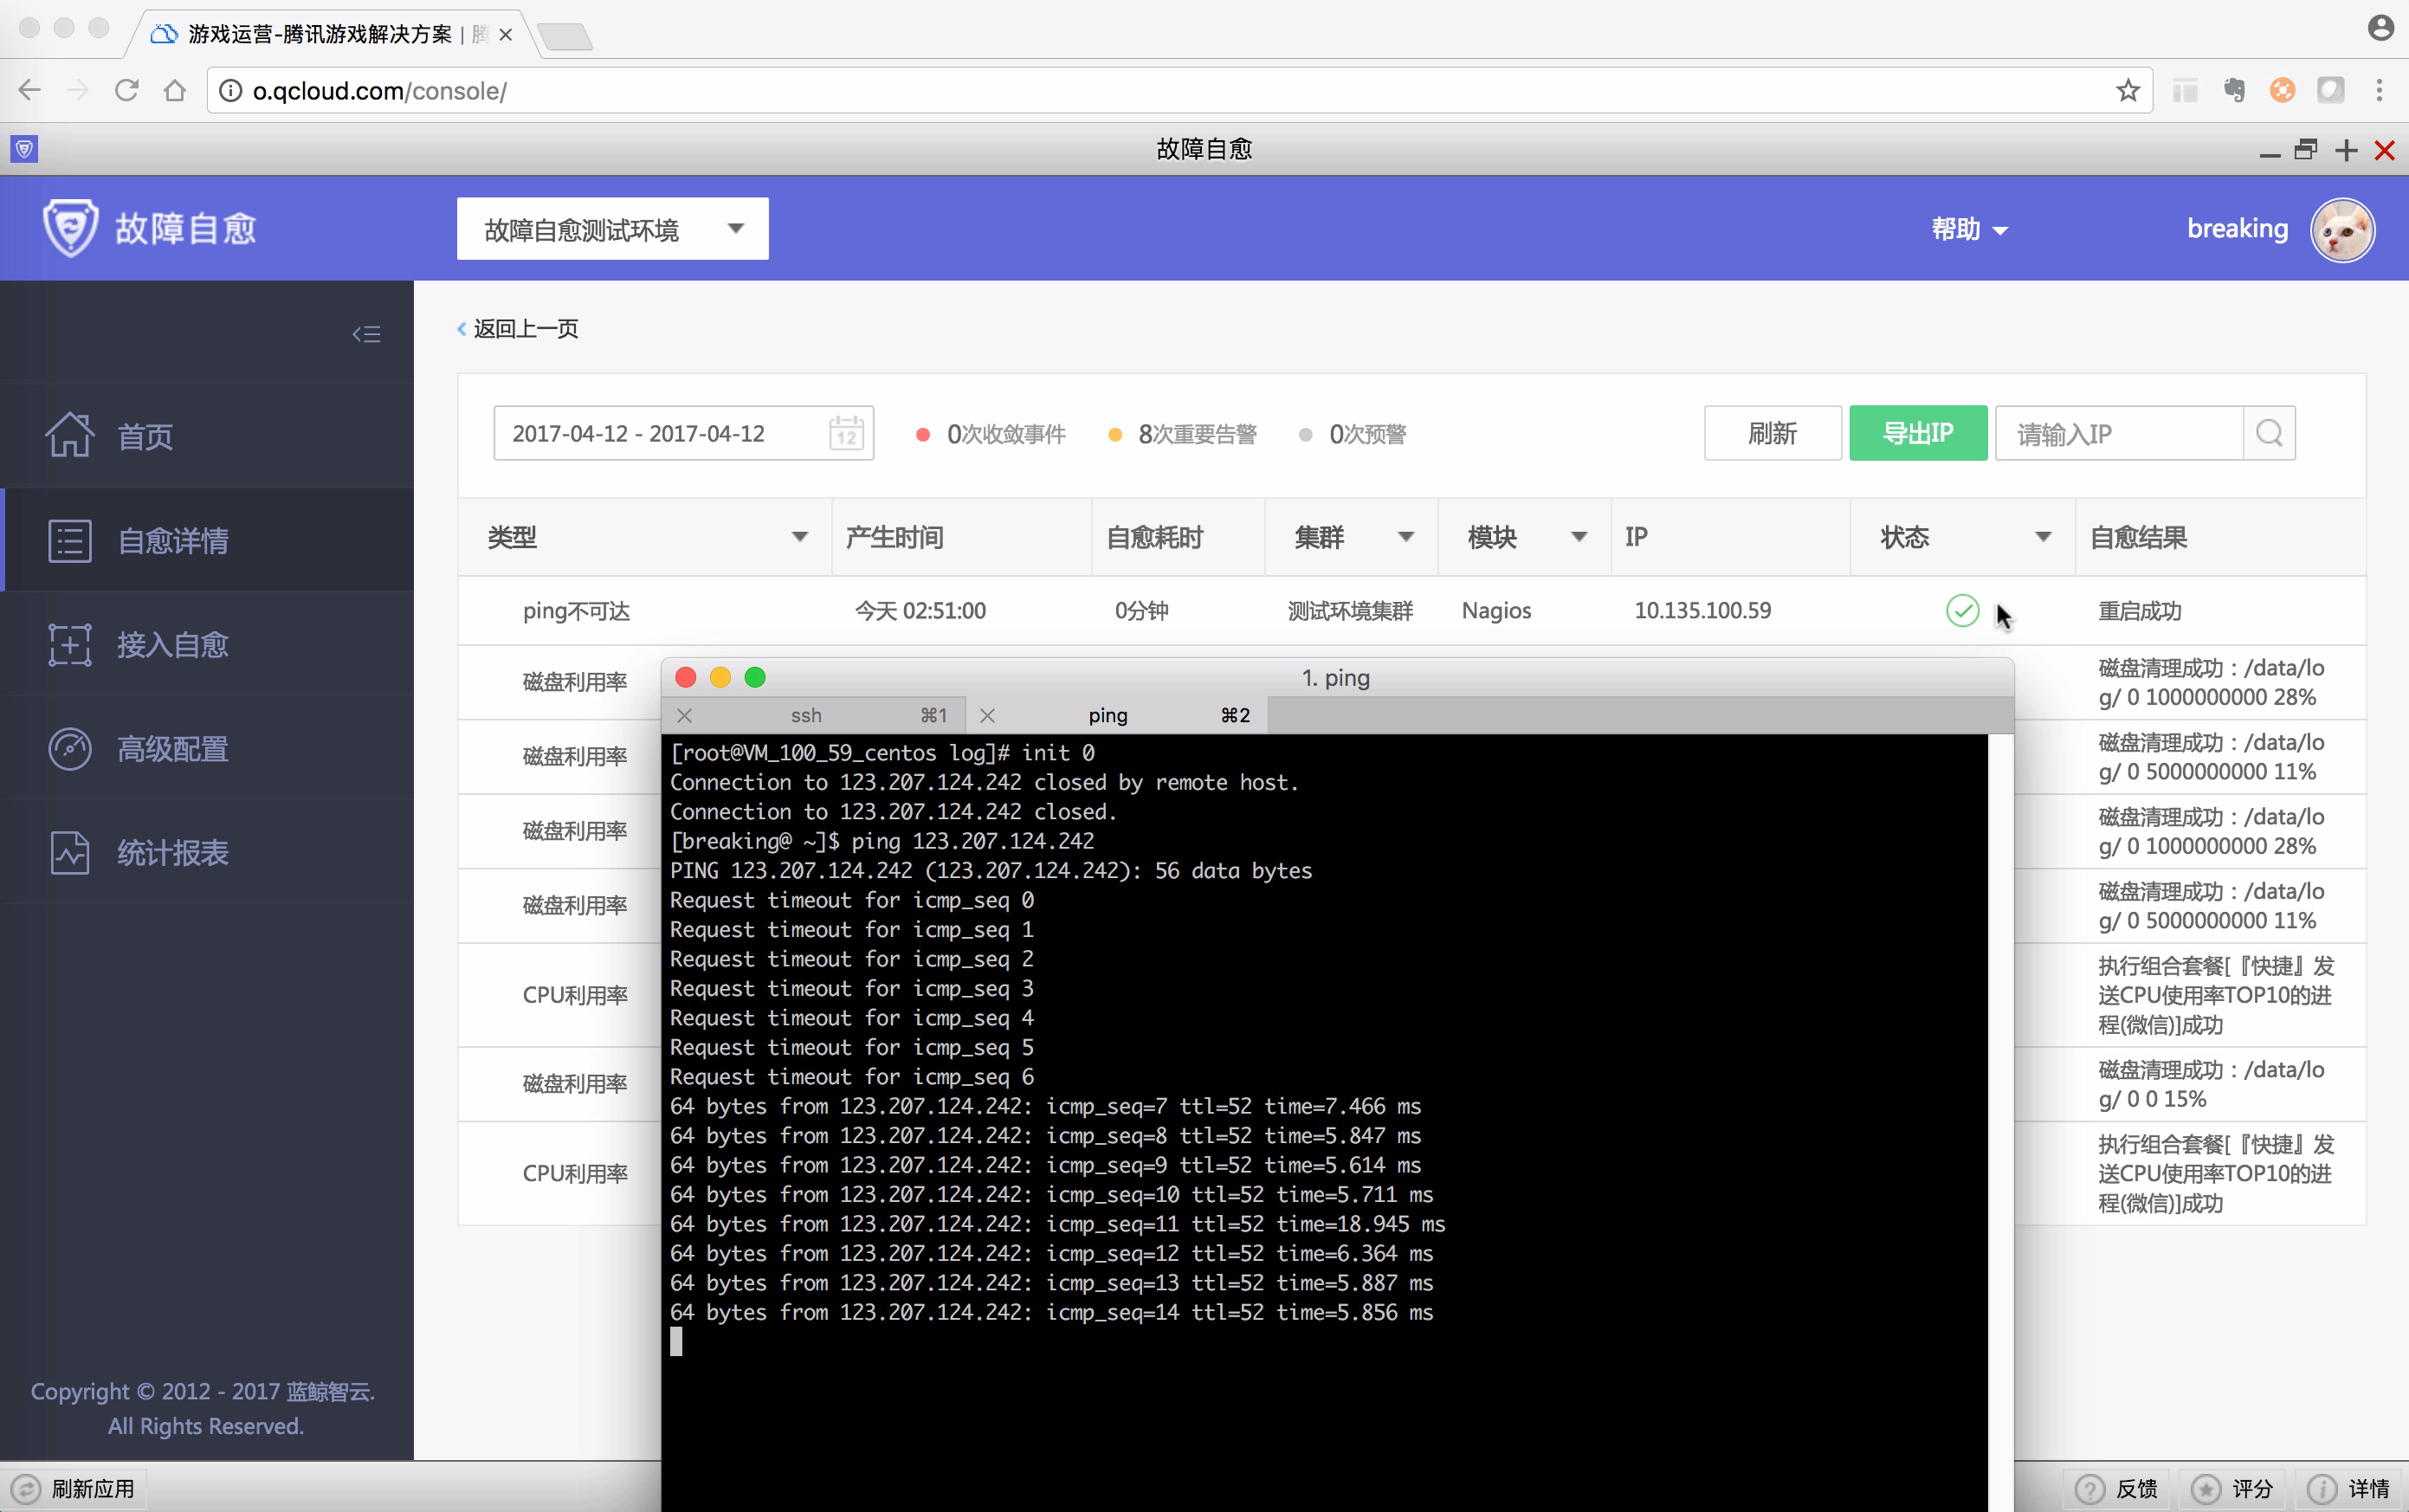 游戏运营-腾讯游戏解决方案 | 腾
o.qcloud.com/console/
故障自愈
故障自愈
故障自愈测试环境
帮助
breaking
返回上一页
首页
自愈详情
接入自愈
高级配置
统计报表
2017-04-12 - 2017-04-12
12
0次收敛事件
8次重要告警
0次预警
刷新
导出IP
请输入IP
类型 产生时间 自愈耗时 集群 模块 IP 状态 自愈结果
ping不可达 今天 02:51:00 0分钟 测试环境集群 Nagios 10.135.100.59 重启成功
磁盘利用率
磁盘清理成功：/data/lo
g/ 0 1000000000 28%
磁盘利用率
磁盘清理成功：/data/lo
g/ 0 5000000000 11%
磁盘利用率
磁盘清理成功：/data/lo
g/ 0 1000000000 28%
磁盘利用率
磁盘清理成功：/data/lo
g/ 0 5000000000 11%
CPU利用率
执行组合套餐[『快捷』发
送CPU使用率TOP10的进
程(微信)]成功
磁盘利用率
磁盘清理成功：/data/lo
g/ 0 0 15%
CPU利用率
执行组合套餐[『快捷』发
送CPU使用率TOP10的进
程(微信)]成功
1. ping
ssh ⌘1
ping ⌘2
[root@VM_100_59_centos log]# init 0
Connection to 123.207.124.242 closed by remote host.
Connection to 123.207.124.242 closed.
[breaking@ ~]$ ping 123.207.124.242
PING 123.207.124.242 (123.207.124.242): 56 data bytes
Request timeout for icmp_seq 0
Request timeout for icmp_seq 1
Request timeout for icmp_seq 2
Request timeout for icmp_seq 3
Request timeout for icmp_seq 4
Request timeout for icmp_seq 5
Request timeout for icmp_seq 6
64 bytes from 123.207.124.242: icmp_seq=7 ttl=52 time=7.466 ms
64 bytes from 123.207.124.242: icmp_seq=8 ttl=52 time=5.847 ms
64 bytes from 123.207.124.242: icmp_seq=9 ttl=52 time=5.614 ms
64 bytes from 123.207.124.242: icmp_seq=10 ttl=52 time=5.711 ms
64 bytes from 123.207.124.242: icmp_seq=11 ttl=52 time=18.945 ms
64 bytes from 123.207.124.242: icmp_seq=12 ttl=52 time=6.364 ms
64 bytes from 123.207.124.242: icmp_seq=13 ttl=52 time=5.887 ms
64 bytes from 123.207.124.242: icmp_seq=14 ttl=52 time=5.856 ms
Copyright © 2012 - 2017 蓝鲸智云.
All Rights Reserved.
刷新应用
反馈
评分
详情